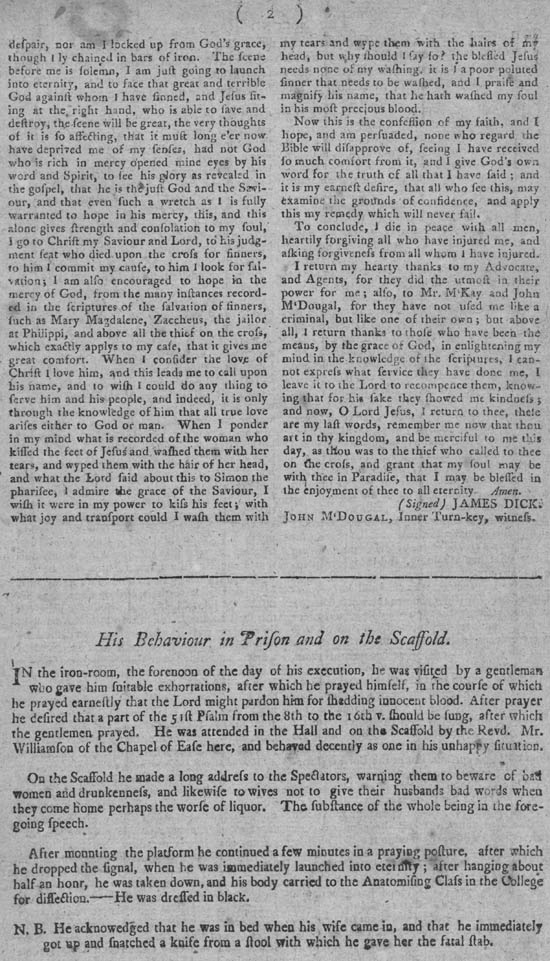 ( 2 )
despair, nor am I locked up from God's grace,
though I ly chained in bars of iron. The scene
before me is solemn, I am just going to launch
into eternity, and to face that great and terrible
God against whom I have sinned, and Jesus sit-
ing at the right hand, who is able to save and
destroy, the scene will be great, the very thoughts
of it is so affecting, that it must long e'er now
have deprived me of my senses, had not God
who is rich in mercy opened mine eyes by his
word and Spirit, to see his glory as revealed in
the gospel, that he is the just God and the Savi-
our, and that even such a wretch as I is fully
warranted to hope in his mercy, this, and this
alone gives strength and consolation to my soul,
I go to Christ my Saviour and Lord, to his judg-
ment seat who died upon the cross for sinners,
to him I commit my cause, to him I look for sal-
vation; I am also encouraged to hope in the
mercy of God, from the many instances record-
ed in the scriptures of the salvation of sinners,
such as Mary Magdalene, Zaccheus, the jailor
at Philippi, and above all the thief on the cross,
which exactly applys to my case, that it gives me
great comfort. When I consider the love of
Christ I love him, and this leads me to call upon
his name, and to wish I could do any thing to
serve him and his people, and indeed, it is only
through the knowledge of him that all true love
arises either to God or man. When I ponder
in my mind what is recorded of the woman who
kissed the feet of Jesus and washed them with her
tears, and wyped them with the hair of her head,
and what the Lord said about this to Simon the
pharisee, I admire the grace of the Saviour, I
wish it were in my power to kiss his feet; with
what joy and transport could I wash them with
my tears and wype them with the hairs of my
head, but why should I say so? the blessed Jesus
needs none of my washing, it is I a poor poluted
sinner that needs to be washed, and I praise and
magnify his name, that he hath washed my soul
in his most precious blood.
Now this is the confession of my faith, and I
hope, and am persuaded, none who regard the
Bible will disapprove of, seeing I have received
so much comfort from it, and I give God's own
word for the truth of all that I have said; and
it is my earnest desire, that all who see this, may
examine the grounds of confidence, and apply
this my remedy which will never fail.
To conclude, I die in peace with all men,
heartily forgiving all who have injured me, and
asking forgiveness from all whom I have injured.
I return my hearty thanks to my Advocate,
and Agents, for they did the utmost in their
power for me; also, to Mr. M'Kay and John
M'Dougal, for they have not used me like a
criminal, but like one of their own; but above
all, I return thanks to those who have been the
means, by the grace of God, in enlightening my
mind in the knowledge of the scriptures, I can-
not express what service they have done me, I
leave it to the Lord to recompence them, know-
ing that for his sake they showed me kindness;
and now, O Lord Jesus, I return to thee, these
are my last words, remember me now that thou
art in thy kingdom, and be merciful to me this
day, as thou was to the thief who called to thee
on the cross, and grant that my soul may be
with thee in Paradise, that I may be blessed in
the enjoyment of thee to all eternity. Amen.
(Signed) JAMES DICK.
JOHN M'DOUGAL, Inner Turn-key, witness.
His Behaviour in Prison and on the Scaffold.
IN the iron-room, the forenoon of the day of his execution, he was visited by a gentleman
who gave him suitable exhortations, after which he prayed himself, in the course of which
he prayed earnestly that the Lord might pardon him for shedding innocent blood. After prayer
he desired that a part of the 51st Psalm from the 8th to the 16th v. should be sung, after which
the gentlemen prayed. He was attended in the Hall and on the Scaffold by the Revd. Mr.
Williamson of the Chapel of Ease here, and behaved decently as one in his unhappy situation.
On the Scaffold he made a long address to the Spectators, warning them to beware of bad
women and drunkenness, and likewise to wives not to give their husbands bad words when
they come home perhaps the worse of liquor. The substance of the whole being in the fore-
going speech.
After mounting the platform he continued a few minutes in a praying posture, after which
he dropped the signal, when he was immediately launched into eternity; after hanging about
half an honr, he was taken down, and his body carried to the Anatomising Class in the College
for dissection.——He was dressed in black.
N. B. He acknowedged that he was in bed when his wife came in, and that he immediately
got up and snatched a knife from a stool with which he gave her the fatal stab.